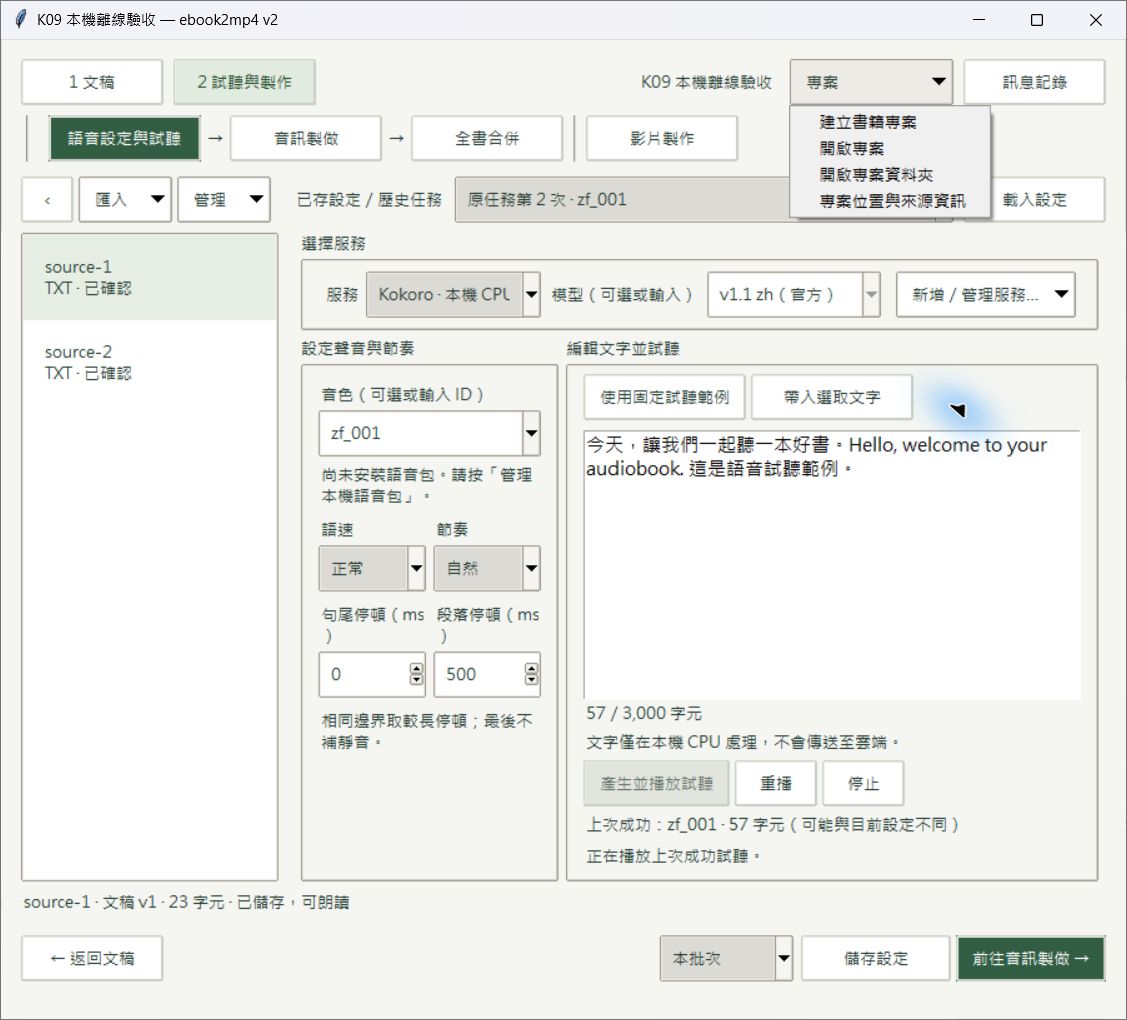 K09 本機離線驗收 — ebook2mp4 v2
1 文稿
2 試聽與製作
K09 本機離線驗收
專案
訊息記錄
建立書籍專案
開啟專案
開啟專案資料夾
專案位置與來源資訊
語音設定與試聽
→
音訊製做
→
全書合併
影片製作
‹
匯入
管理
已存設定 / 歷史任務
原任務第 2 次 · zf_001
載入設定
source-1
TXT · 已確認
source-2
TXT · 已確認
選擇服務
服務
Kokoro · 本機 CPU
模型（可選或輸入）
v1.1 zh（官方）
新增 / 管理服務...
設定聲音與節奏
音色（可選或輸入 ID）
zf_001
尚未安裝語音包。請按「管理
本機語音包」。
語速
節奏
正常
自然
句尾停頓（ms
）
段落停頓（ms
）
0
500
相同邊界取較長停頓；最後不
補靜音。
編輯文字並試聽
使用固定試聽範例
帶入選取文字
今天，讓我們一起聽一本好書。Hello, welcome to your
audiobook. 這是語音試聽範例。
57 / 3,000 字元
文字僅在本機 CPU 處理，不會傳送至雲端。
產生並播放試聽
重播
停止
上次成功：zf_001 · 57 字元（可能與目前設定不同）
正在播放上次成功試聽。
source-1 · 文稿 v1 · 23 字元 · 已儲存，可朗讀
← 返回文稿
本批次
儲存設定
前往音訊製做 →